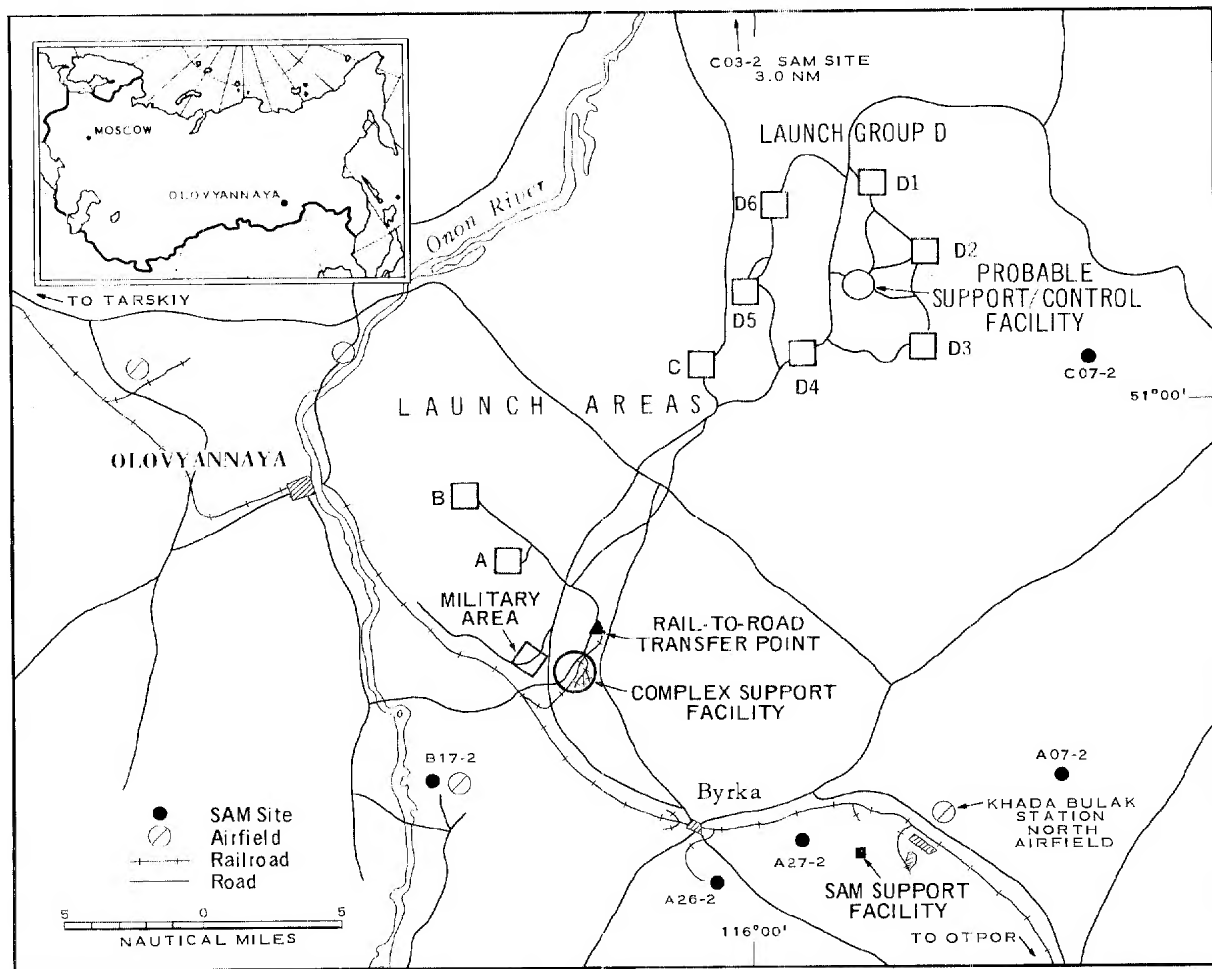 C03-2 SAM SITE
3.0 NM
MOSCOW
OLOVYANNAYA
LAUNCH GROUP D
Onon River
D6
D1
D2
PROBABLE
SUPPORT/CONTROL
FACILITY
TO TARSKIY
D5
D3
C
D4
C07-2
51°00'
LAUNCH AREAS
OLOVYANNAYA
B
A
MILITARY
AREA
RAIL-TO-ROAD
TRANSFER POINT
COMPLEX SUPPORT
FACILITY
B17-2
A07-2
Byrka
KHADA BULAK
STATION
NORTH
AIRFIELD
SAM Site
Airfield
Railroad
Road
A27-2
A26-2
SAM SUPPORT
FACILITY
5 0 5
NAUTICAL MILES
116°00'
TO OTPOR